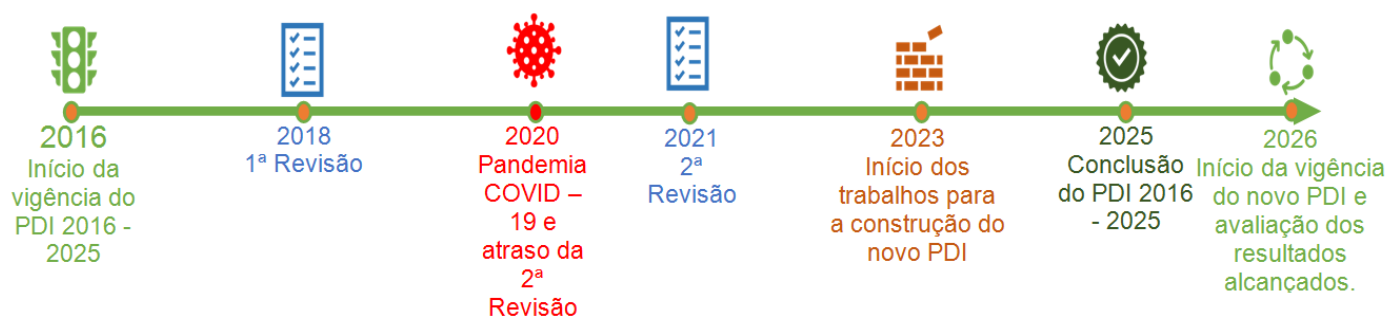 2016
Início da
vigência do
PDI 2016 -
2025
2018
1ª Revisão
2020
Pandemia
COVID –
19 e
atraso da
2ª
Revisão
2021
2ª
Revisão
2023
Início dos
trabalhos para
a construção do
novo PDI
2025
Conclusão
do PDI 2016
- 2025
2026
Início da vigência
do novo PDI e
avaliação dos
resultados
alcançados.